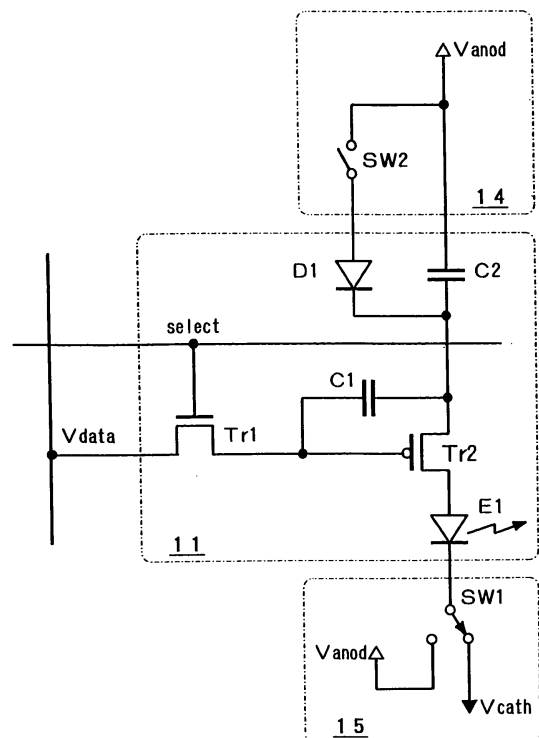 Vanod
SW2
14
D1
C2
select
C1
Vdata
Tr1
Tr2
E1
11
SW1
Vanod
Vcath
15